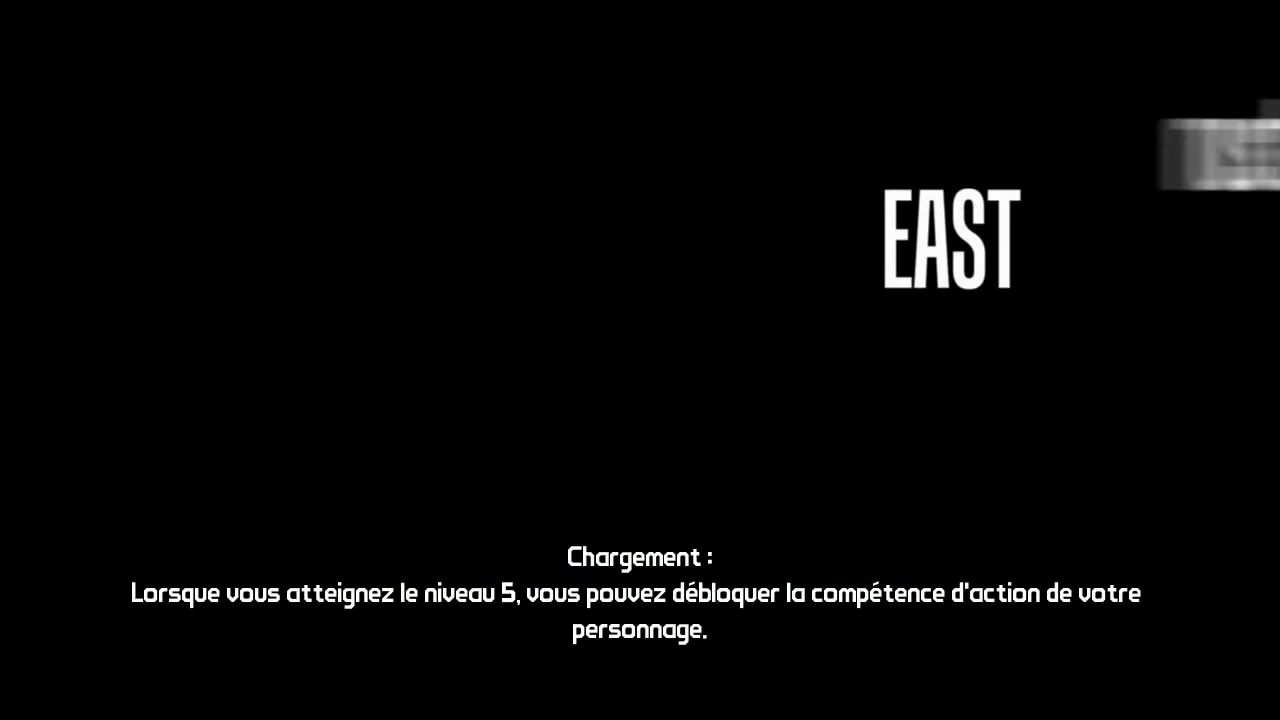 EAST
Chargement :
Lorsque vous atteignez le niveau 5, vous pouvez débloquer la compétence d'action de votre
personnage.